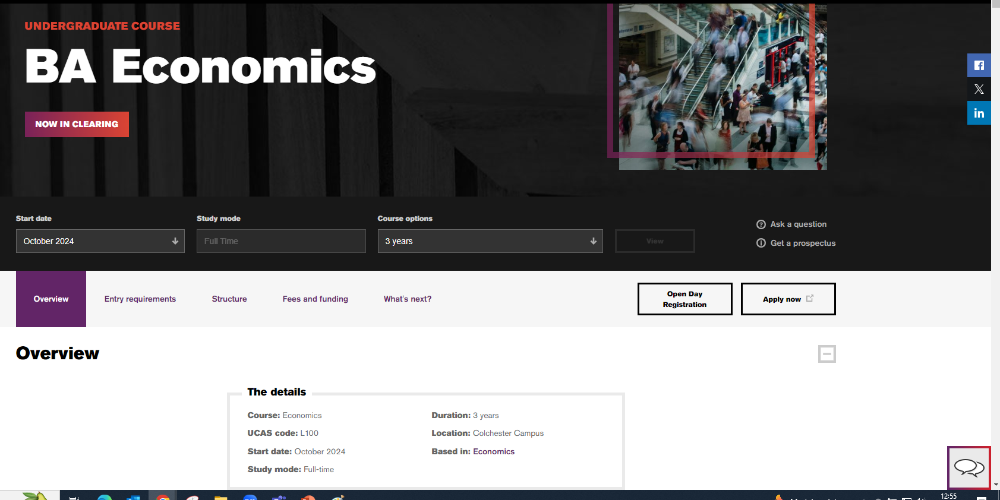 UNDERGRADUATE COURSE
BA Economics
NOW IN CLEARING
Start date
Study mode
Course options
October 2024
Full Time
3 years
View
Ask a question
Get a prospectus
Overview
Entry requirements
Structure
Fees and funding
What's next?
Open Day
Registration
Apply now
Overview
The details
Course: Economics
UCAS code: L100
Start date: October 2024
Study mode: Full-time
Duration: 3 years
Location: Colchester Campus
Based in: Economics
12:55